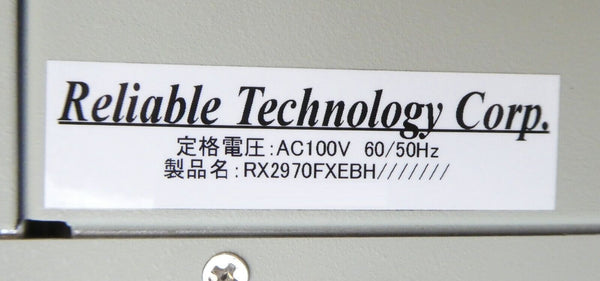 Reliable Technology Corp.
定格電圧:AC100V 60/50Hz
製品名:RX2970FXEBH///////